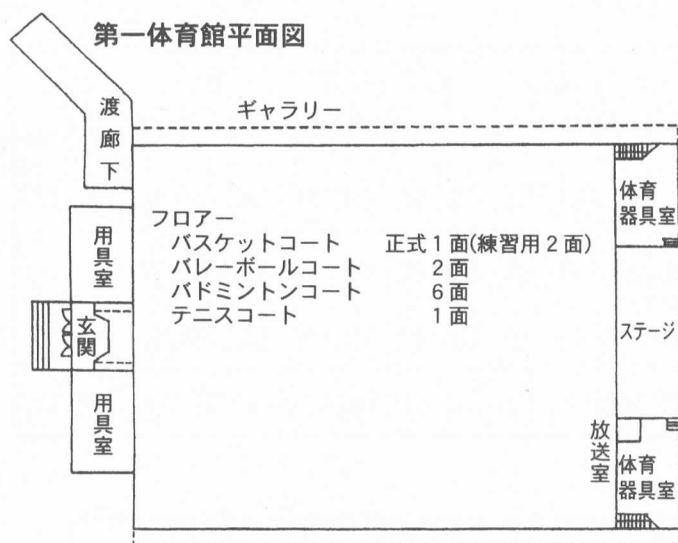 第一体育館平面図
渡廊下
ギャラリー
用具室
フロアー
バスケットコート 正式1面(練習用2面)
バレーボールコート 2面
バドミントンコート 6面
テニスコート 1面
体育
器具室
玄関
ステージ
用具室
放送室
体育
器具室